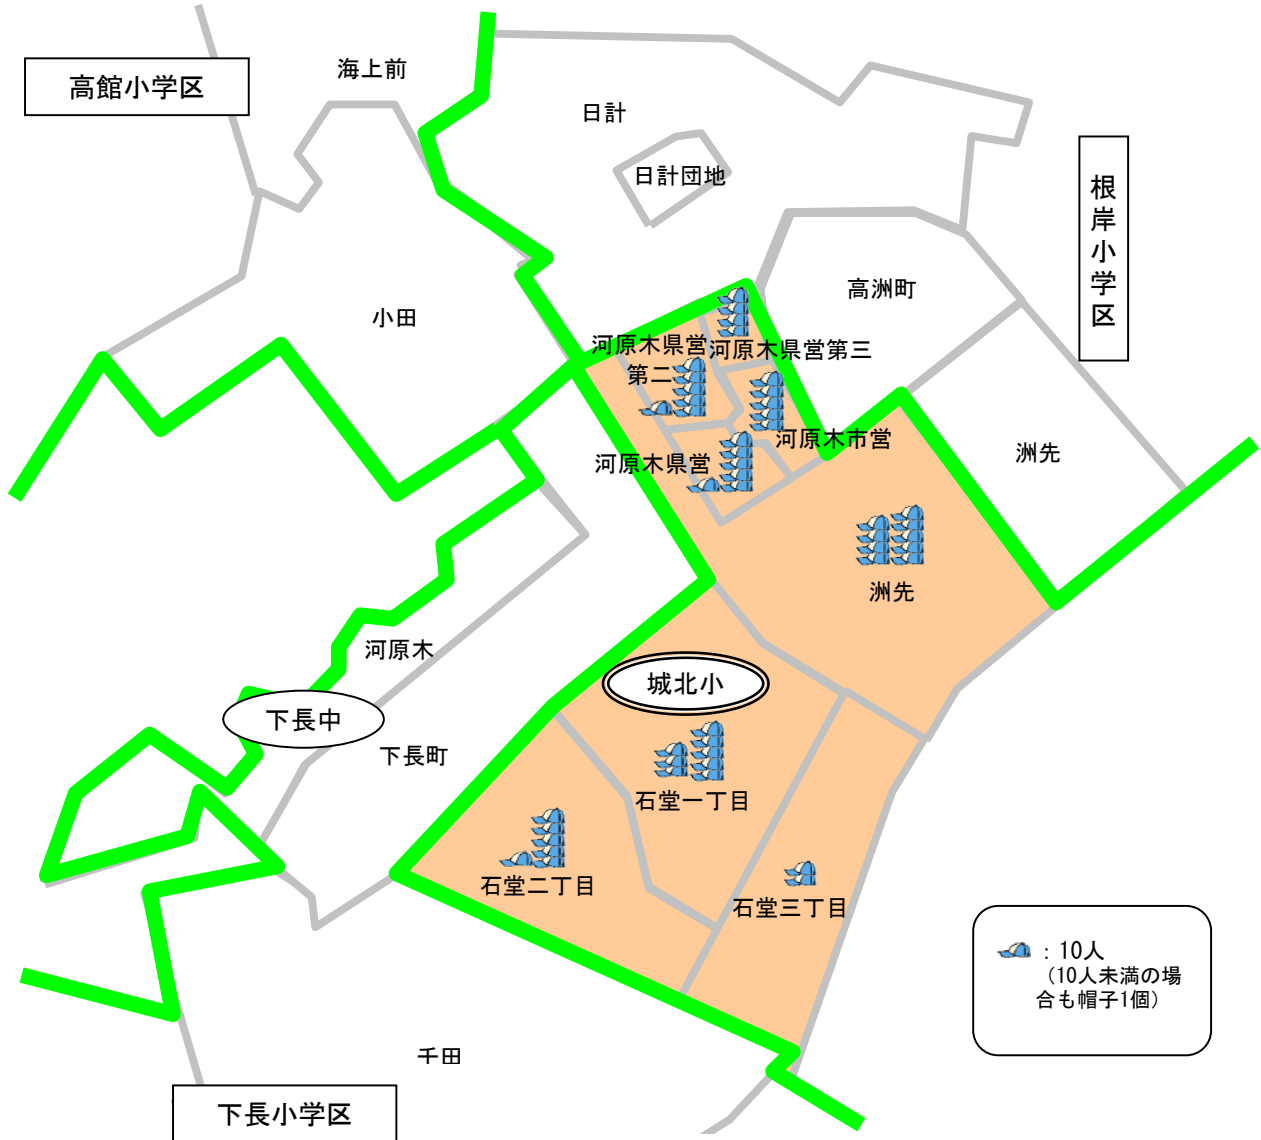 海上前
高館小学区
日計
日計団地
根岸小学区
高洲町
小田
河原木県営
第二
河原木県営第三
河原木市営
洲先
河原木県営
洲先
河原木
城北小
下長中
下長町
石堂一丁目
石堂二丁目
石堂三丁目
：10人
（10人未満の場
合も帽子1個）
千田
下長小学区